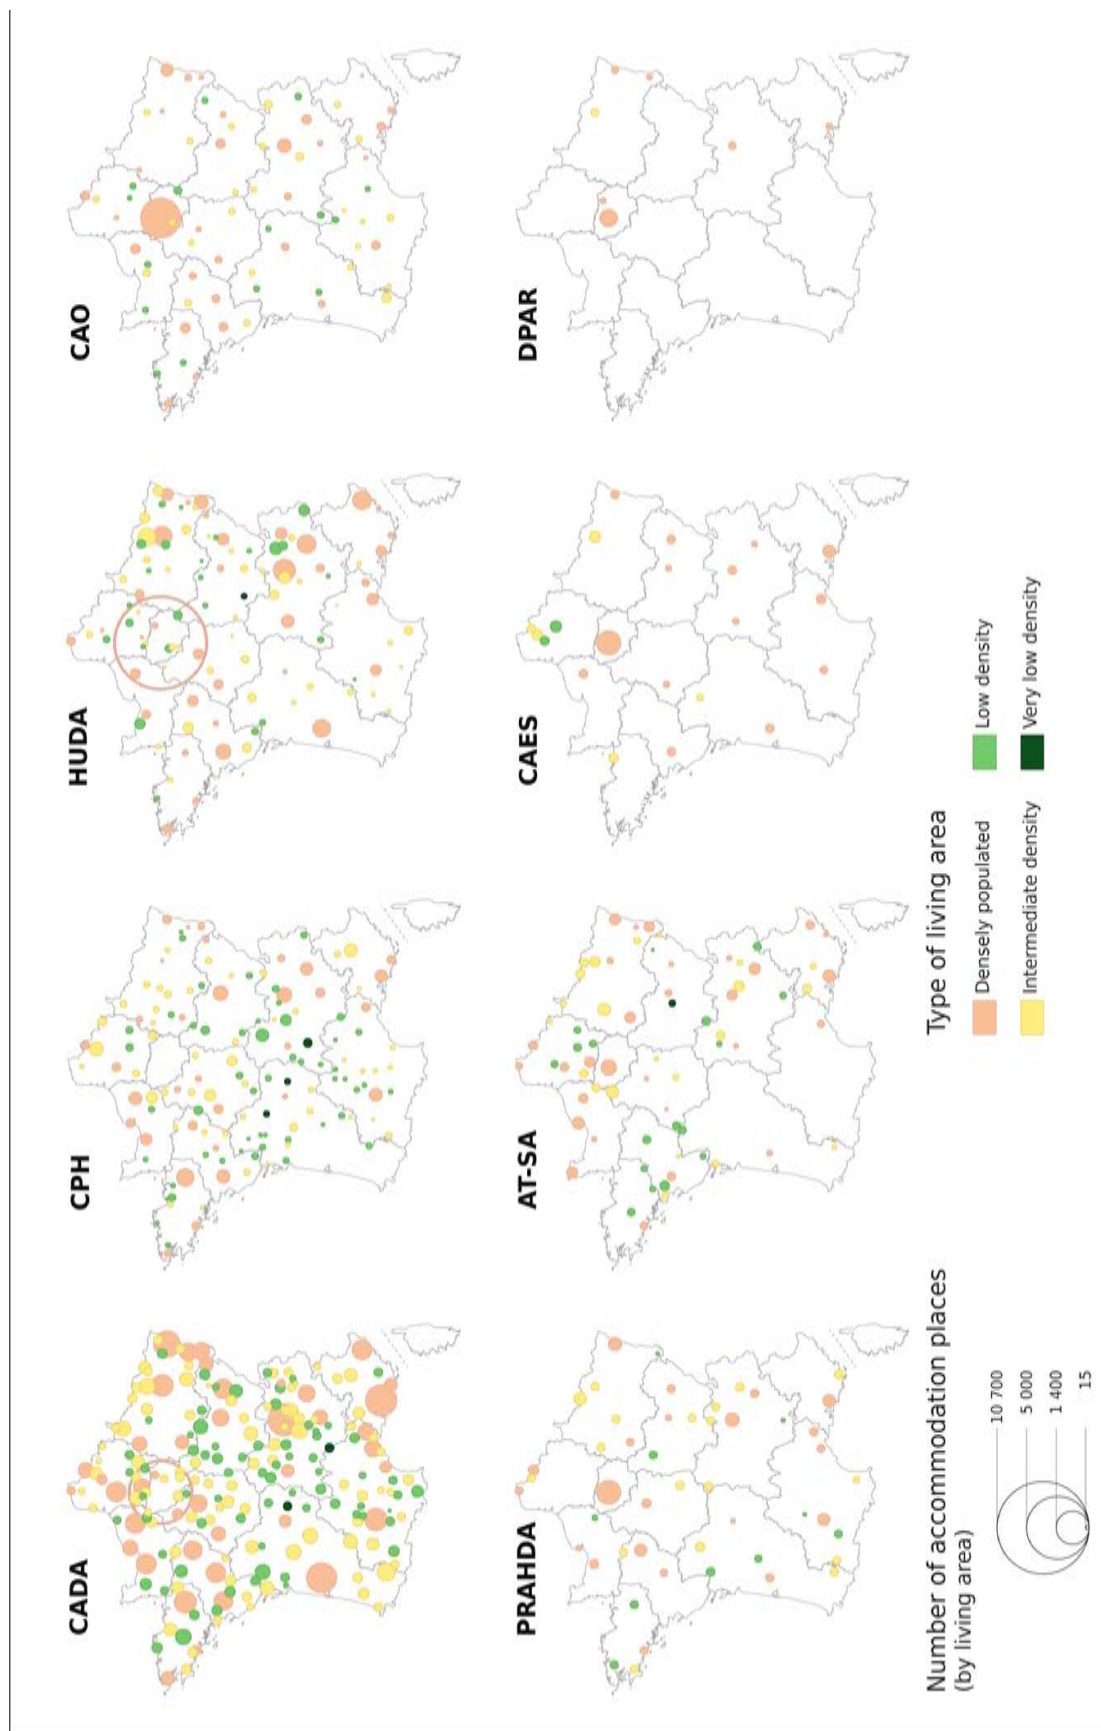 CADA
CPH
HUDA
CAO
PRAHDA
AT-SA
CAES
DPAR
Number of accommodation places
(by living area)
10 700
5 000
1 400
15
Type of living area
Densely populated
Low density
Intermediate density
Very low density